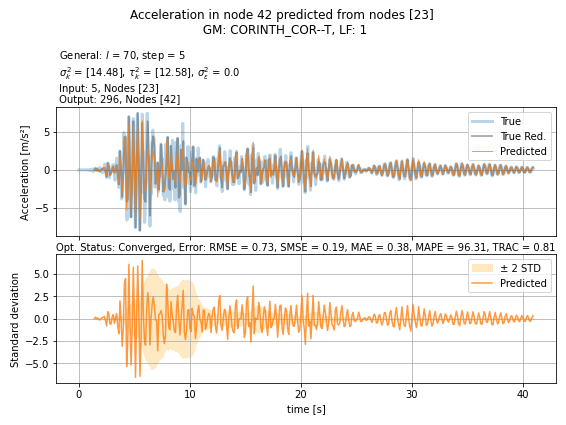 Acceleration in node 42 predicted from nodes [23]
GM: CORINTH_COR--T, LF: 1
General: l = 70, step = 5
σ²ₖ = [14.48], τ²ₖ = [12.58], σ²ε = 0.0
Input: 5, Nodes [23]
Output: 296, Nodes [42]
Acceleration [m/s²]
5
0
−5
True
True Red.
Predicted
Opt. Status: Converged, Error: RMSE = 0.73, SMSE = 0.19, MAE = 0.38, MAPE = 96.31, TRAC = 0.81
Standard deviation
5.0
2.5
0.0
−2.5
−5.0
± 2 STD
Predicted
0
10
20
30
40
time [s]